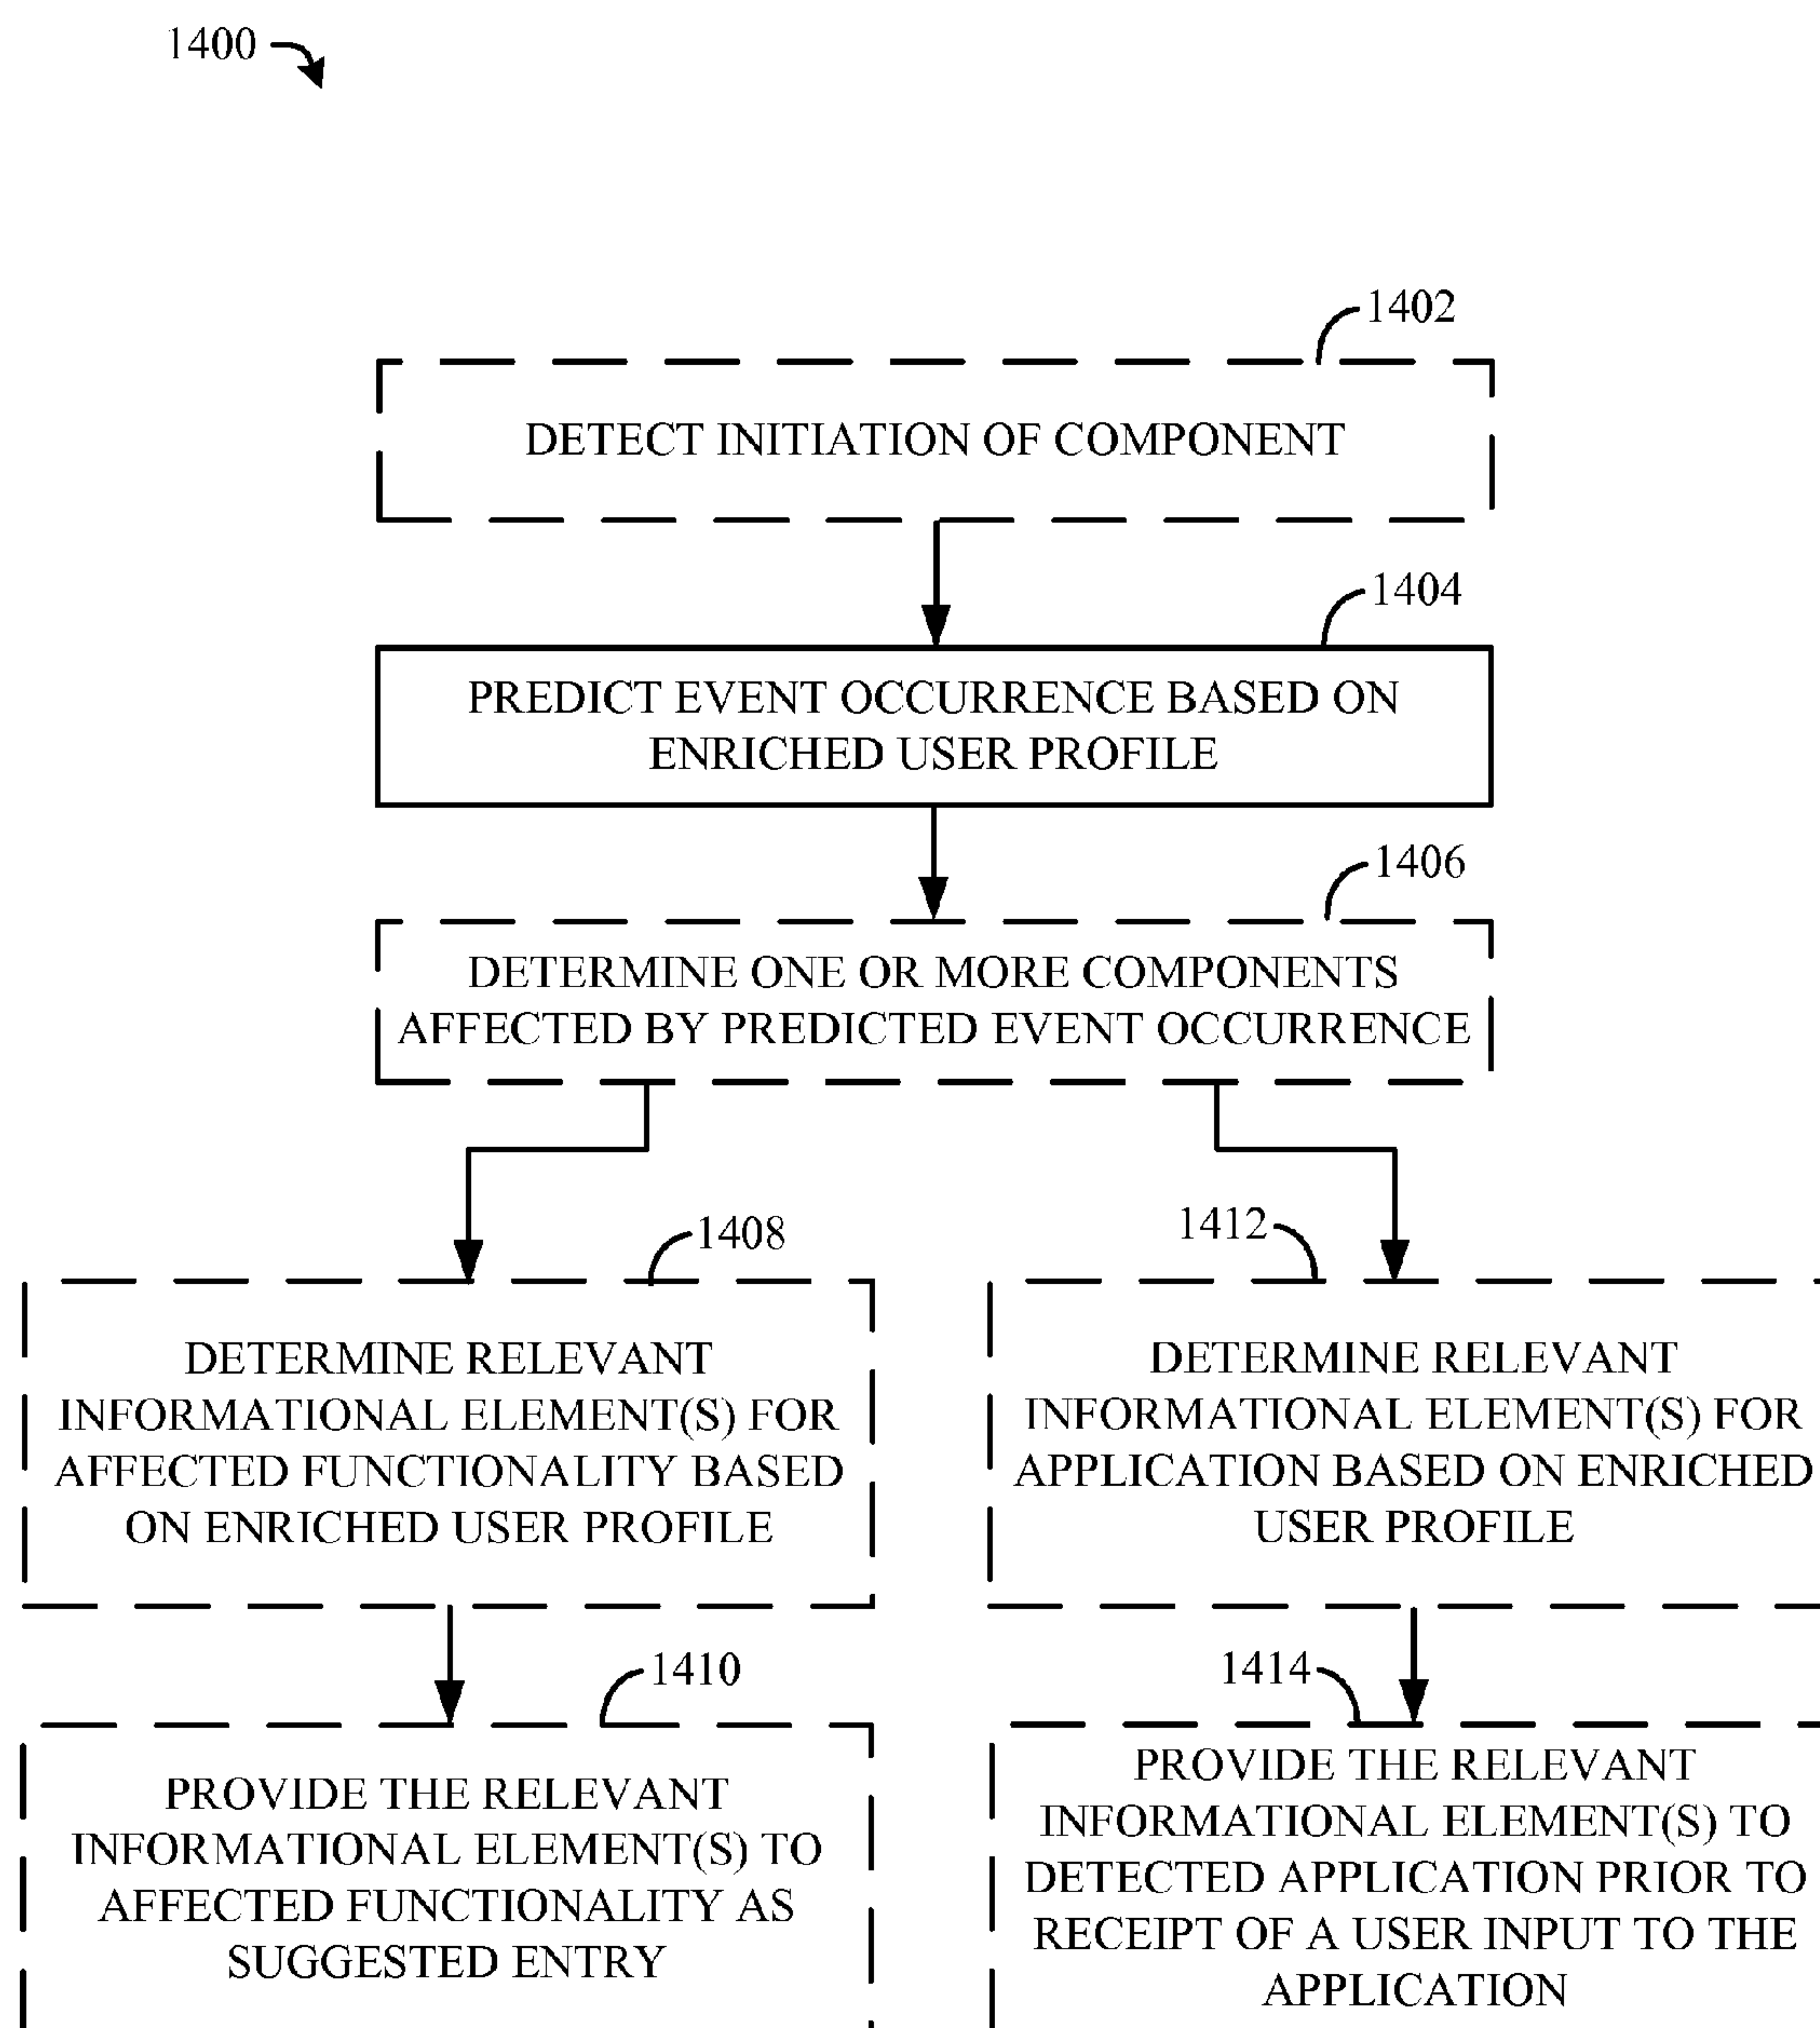 1400
1402
DETECT INITIATION OF COMPONENT
1404
PREDICT EVENT OCCURRENCE BASED ON
ENRICHED USER PROFILE
1406
DETERMINE ONE OR MORE COMPONENTS
AFFECTED BY PREDICTED EVENT OCCURRENCE
1408
DETERMINE RELEVANT
INFORMATIONAL ELEMENT(S) FOR
AFFECTED FUNCTIONALITY BASED
ON ENRICHED USER PROFILE
1412
DETERMINE RELEVANT
INFORMATIONAL ELEMENT(S) FOR
APPLICATION BASED ON ENRICHED
USER PROFILE
1410
PROVIDE THE RELEVANT
INFORMATIONAL ELEMENT(S) TO
AFFECTED FUNCTIONALITY AS
SUGGESTED ENTRY
1414
PROVIDE THE RELEVANT
INFORMATIONAL ELEMENT(S) TO
DETECTED APPLICATION PRIOR TO
RECEIPT OF A USER INPUT TO THE
APPLICATION